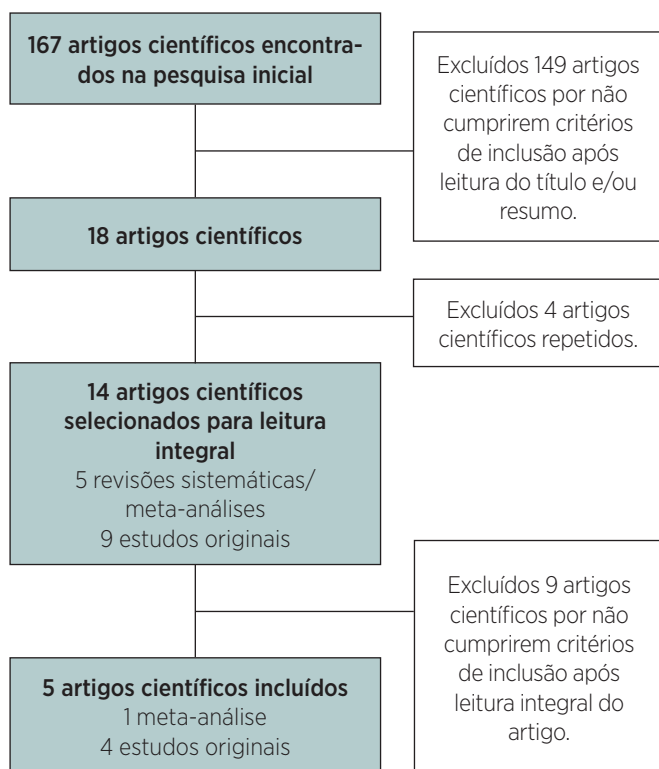 167 artigos científicos encontra-
dos na pesquisa inicial
Excluídos 149 artigos
científicos por não
cumprirem critérios
de inclusão após
leitura do título e/ou
resumo.
18 artigos científicos
Excluídos 4 artigos
científicos repetidos.
14 artigos científicos
selecionados para leitura
integral
5 revisões sistemáticas/
meta-análises
9 estudos originais
Excluídos 9 artigos
científicos por não
cumprirem critérios
de inclusão após
leitura integral do
artigo.
5 artigos científicos incluídos
1 meta-análise
4 estudos originais